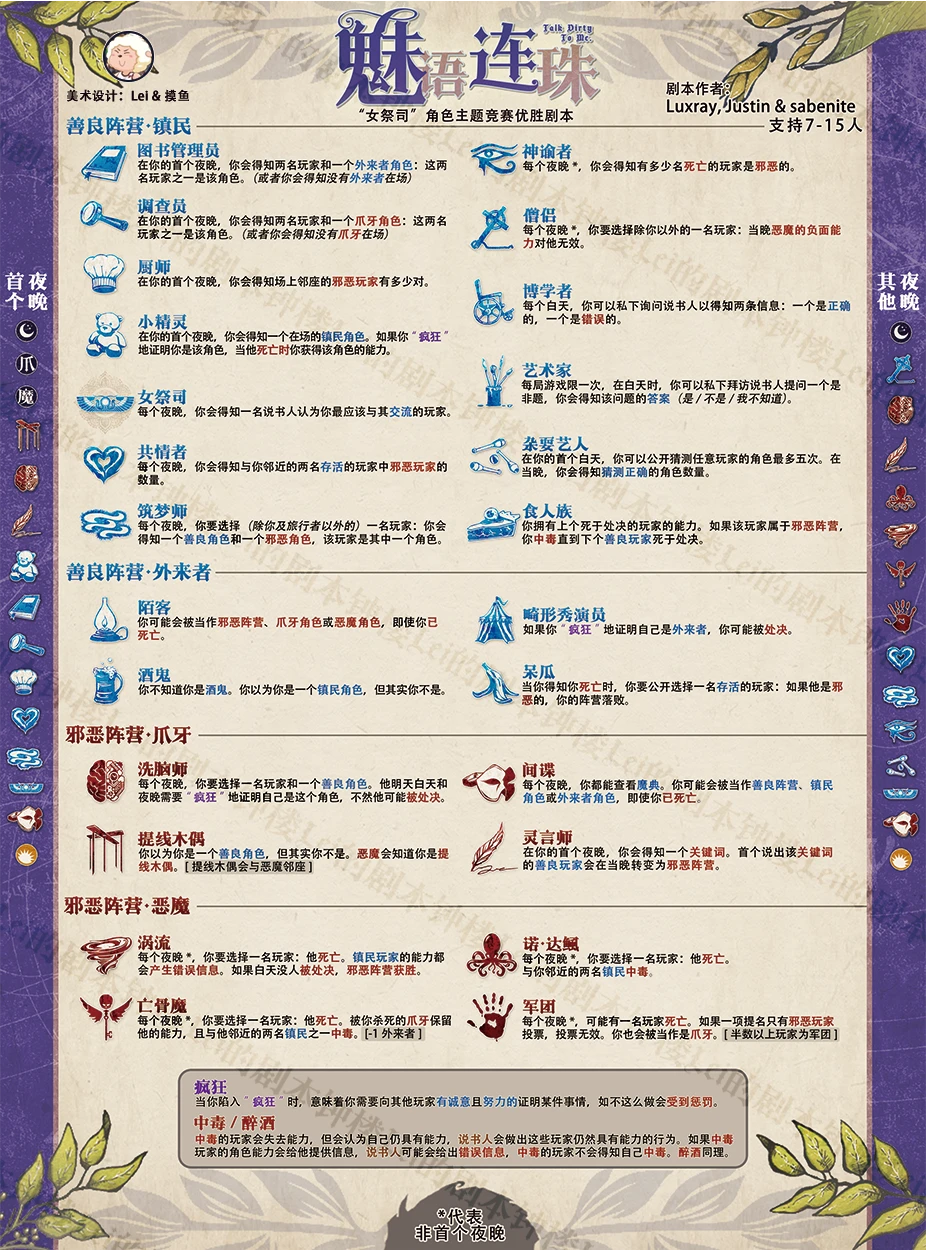 魅语连珠
Talk Dirty
To Me.
美术设计：Lei & 摸鱼
“女祭司”角色主题竞赛优胜剧本
剧本作者：
Luxray, Justin & sabenite
支持7-15人
善良阵营·镇民
图书管理员
在你的首个夜晚，你会得知两名玩家和一个外来者角色：这两
名玩家之一是该角色。（或者你会得知没有外来者在场）
调查员
在你的首个夜晚，你会得知两名玩家和一个爪牙角色：这两名
玩家之一是该角色。（或者你会得知没有爪牙在场）
厨师
在你的首个夜晚，你会得知场上邻座的邪恶玩家有多少对。
小精灵
在你的首个夜晚，你会得知一个在场的镇民角色。如果你“疯狂”
地证明你是该角色，当他死亡时你获得该角色的能力。
女祭司
每个夜晚，你会得知一名说书人认为你最应该与其交流的玩家。
共情者
每个夜晚，你会得知与你邻近的两名存活的玩家中邪恶玩家的
数量。
筑梦师
每个夜晚，你要选择（除你及旅行者以外的）一名玩家：你会
得知一个善良角色和一个邪恶角色，该玩家是其中一个角色。
神谕者
每个夜晚*，你会得知有多少名死亡的玩家是邪恶的。
僧侣
每个夜晚*，你要选择除你以外的一名玩家：当晚恶魔的负面能
力对他无效。
博学者
每个白天，你可以私下询问说书人以得知两条信息：一个是正确
的，一个是错误的。
艺术家
每局游戏限一次，在白天时，你可以私下拜访说书人提问一个是
非题，你会得知该问题的答案（是 / 不是 / 我不知道）。
杂耍艺人
在你的首个白天，你可以公开猜测任意玩家的角色最多五次。在
当晚，你会得知猜测正确的角色数量。
食人族
你拥有上个死于处决的玩家的能力。如果该玩家属于邪恶阵营，
你中毒直到下个善良玩家死于处决。
善良阵营·外来者
陌客
你可能会被当作邪恶阵营、爪牙角色或恶魔角色，即使你已
死亡。
酒鬼
你不知道你是酒鬼。你以为你是一个镇民角色，但其实你不是。
畸形秀演员
如果你“疯狂”地证明自己是外来者，你可能被处决。
呆瓜
当你得知你死亡时，你要公开选择一名存活的玩家：如果他是邪
恶的，你的阵营落败。
邪恶阵营·爪牙
洗脑师
每个夜晚，你要选择一名玩家和一个善良角色。他明天白天和
夜晚需要“疯狂”地证明自己是这个角色，不然他可能被处决。
提线木偶
你以为你是一个善良角色，但其实你不是。恶魔会知道你是提
线木偶。[ 提线木偶会与恶魔邻座 ]
间谍
每个夜晚，你都能查看魔典。你可能会被当作善良阵营、镇民
角色或外来者角色，即使你已死亡。
灵言师
在你的首个夜晚，你会得知一个关键词。首个说出该关键词
的善良玩家会在当晚转变为邪恶阵营。
邪恶阵营·恶魔
涡流
每个夜晚*，你要选择一名玩家：他死亡。镇民玩家的能力都
会产生错误信息。如果白天没人被处决，邪恶阵营获胜。
亡骨魔
每个夜晚*，你要选择一名玩家：他死亡。被你杀死的爪牙保留
他的能力，且与他邻近的两名镇民之一中毒。[-1 外来者 ]
诺·达鲺
每个夜晚*，你要选择一名玩家：他死亡。
与你邻近的两名镇民中毒。
军团
每个夜晚*，可能有一名玩家死亡。如果一项提名只有邪恶玩家
投票，投票无效。你也会被当作是爪牙。[ 半数以上玩家为军团 ]
疯狂
当你陷入“疯狂”时，意味着你需要向其他玩家有诚意且努力的证明某件事情，如不这么做会受到惩罚。
中毒 / 醉酒
中毒的玩家会失去能力，但会认为自己仍具有能力，说书人会做出这些玩家仍然具有能力的行为。如果中毒
玩家的角色能力会给他提供信息，说书人可能会给出错误信息，中毒的玩家不会得知自己中毒。醉酒同理。
*代表
非首个夜晚
首个夜晚
爪
魔
其他夜晚